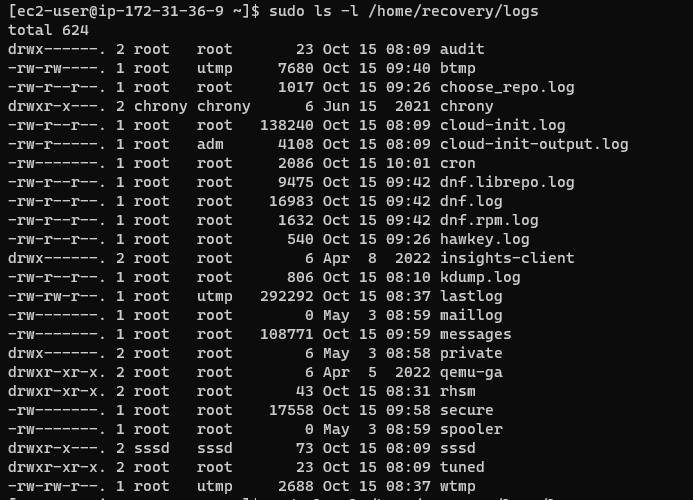 [ec2-user@ip-172-31-36-9 ~]$ sudo ls -l /home/recovery/logs
total 624
drwx------. 2 root   root       23 Oct 15 08:09 audit
-rw-rw----. 1 root   utmp     7680 Oct 15 09:40 btmp
-rw-r--r--. 1 root   root     1017 Oct 15 09:26 choose_repo.log
drwxr-x---. 2 chrony chrony      6 Jun 15  2021 chrony
-rw-r--r--. 1 root   root   138240 Oct 15 08:09 cloud-init.log
-rw-r-----. 1 root   adm      4108 Oct 15 08:09 cloud-init-output.log
-rw-------. 1 root   root     2086 Oct 15 10:01 cron
-rw-r--r--. 1 root   root     9475 Oct 15 09:42 dnf.librepo.log
-rw-r--r--. 1 root   root    16983 Oct 15 09:42 dnf.log
-rw-r--r--. 1 root   root     1632 Oct 15 09:42 dnf.rpm.log
-rw-r--r--. 1 root   root      540 Oct 15 09:26 hawkey.log
drwx------. 2 root   root        6 Apr  8  2022 insights-client
-rw-r--r--. 1 root   root      806 Oct 15 08:10 kdump.log
-rw-rw-r--. 1 root   utmp   292292 Oct 15 08:37 lastlog
-rw-------. 1 root   root        0 May  3 08:59 maillog
-rw-------. 1 root   root   108771 Oct 15 09:59 messages
drwx------. 2 root   root        6 May  3 08:58 private
drwxr-xr-x. 2 root   root        6 Apr  5  2022 qemu-ga
drwxr-xr-x. 2 root   root       43 Oct 15 08:31 rhsm
-rw-------. 1 root   root    17558 Oct 15 09:58 secure
-rw-------. 1 root   root        0 May  3 08:59 spooler
drwxr-x---. 2 sssd   sssd       73 Oct 15 08:09 sssd
drwxr-xr-x. 2 root   root       23 Oct 15 08:09 tuned
-rw-rw-r--. 1 root   utmp     2688 Oct 15 08:37 wtmp